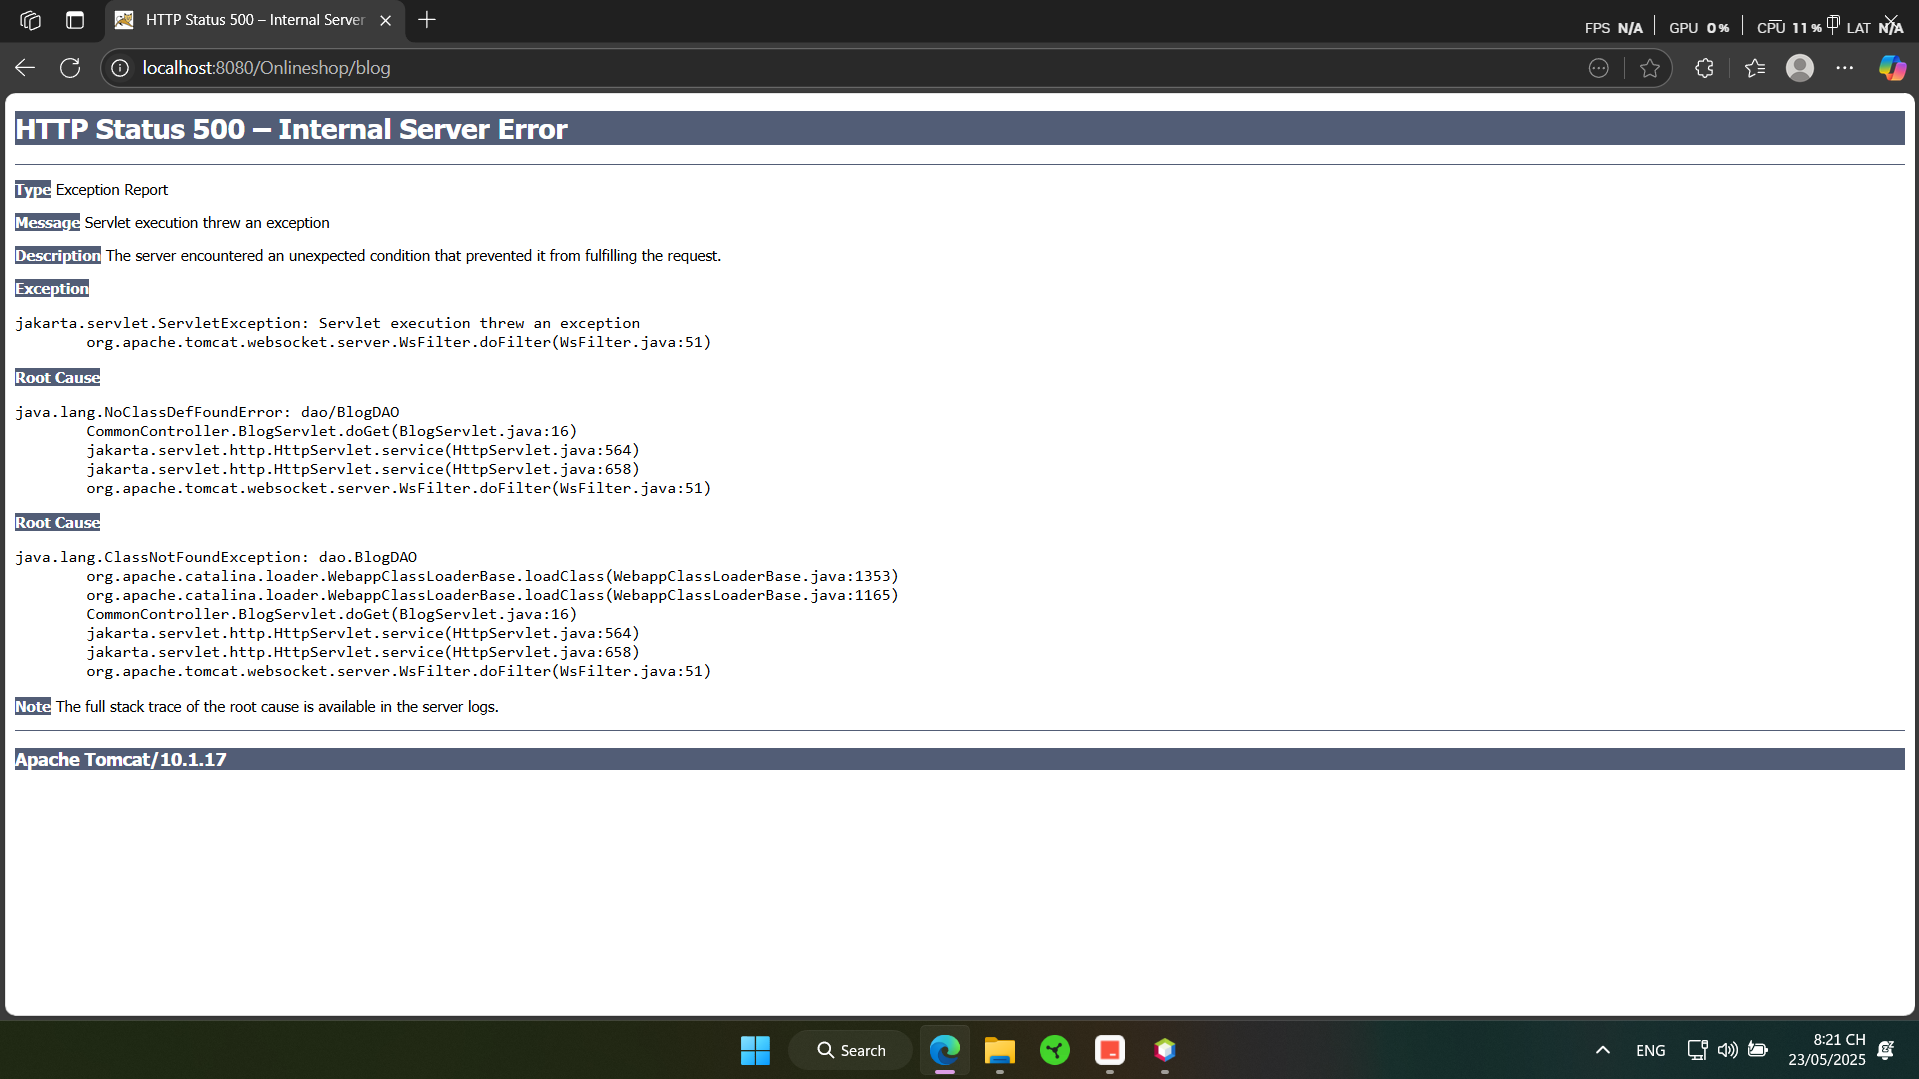 HTTP Status 500 – Internal Server
FPS N/A GPU 0% CPU 11% LAT N/A
localhost:8080/Onlineshop/blog
HTTP Status 500 – Internal Server Error
Type Exception Report
Message Servlet execution threw an exception
Description The server encountered an unexpected condition that prevented it from fulfilling the request.
Exception
jakarta.servlet.ServletException: Servlet execution threw an exception
org.apache.tomcat.websocket.server.WsFilter.doFilter(WsFilter.java:51)
Root Cause
java.lang.NoClassDefFoundError: dao/BlogDAO
CommonController.BlogServlet.doGet(BlogServlet.java:16)
jakarta.servlet.http.HttpServlet.service(HttpServlet.java:564)
jakarta.servlet.http.HttpServlet.service(HttpServlet.java:658)
org.apache.tomcat.websocket.server.WsFilter.doFilter(WsFilter.java:51)
Root Cause
java.lang.ClassNotFoundException: dao.BlogDAO
org.apache.catalina.loader.WebappClassLoaderBase.loadClass(WebappClassLoaderBase.java:1353)
org.apache.catalina.loader.WebappClassLoaderBase.loadClass(WebappClassLoaderBase.java:1165)
CommonController.BlogServlet.doGet(BlogServlet.java:16)
jakarta.servlet.http.HttpServlet.service(HttpServlet.java:564)
jakarta.servlet.http.HttpServlet.service(HttpServlet.java:658)
org.apache.tomcat.websocket.server.WsFilter.doFilter(WsFilter.java:51)
Note The full stack trace of the root cause is available in the server logs.
Apache Tomcat/10.1.17
Search
ENG
8:21 CH
23/05/2025